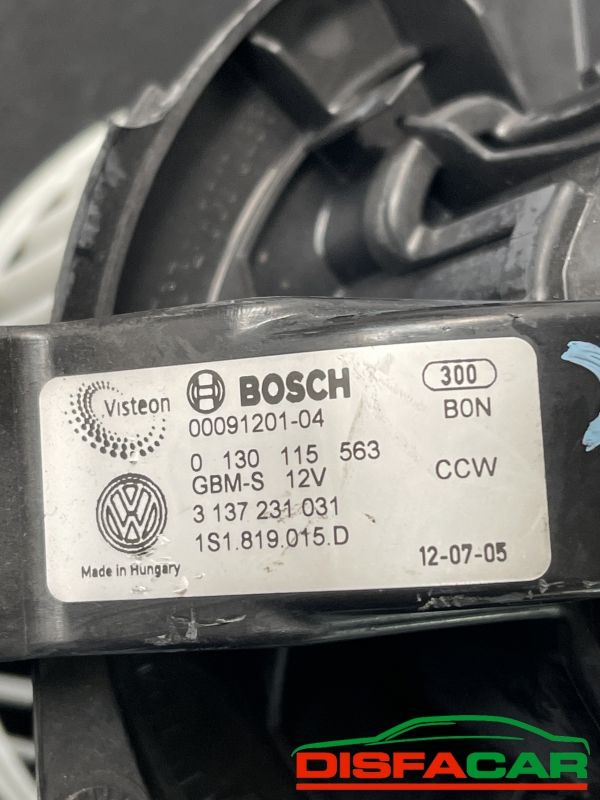 Visteon
BOSCH
300
00091201-04
BON
0 130 115 563
CCW
GBM-S 12V
3 137 231 031
1S1.819.015.D
12-07-05
Made in Hungary
DISFACAR